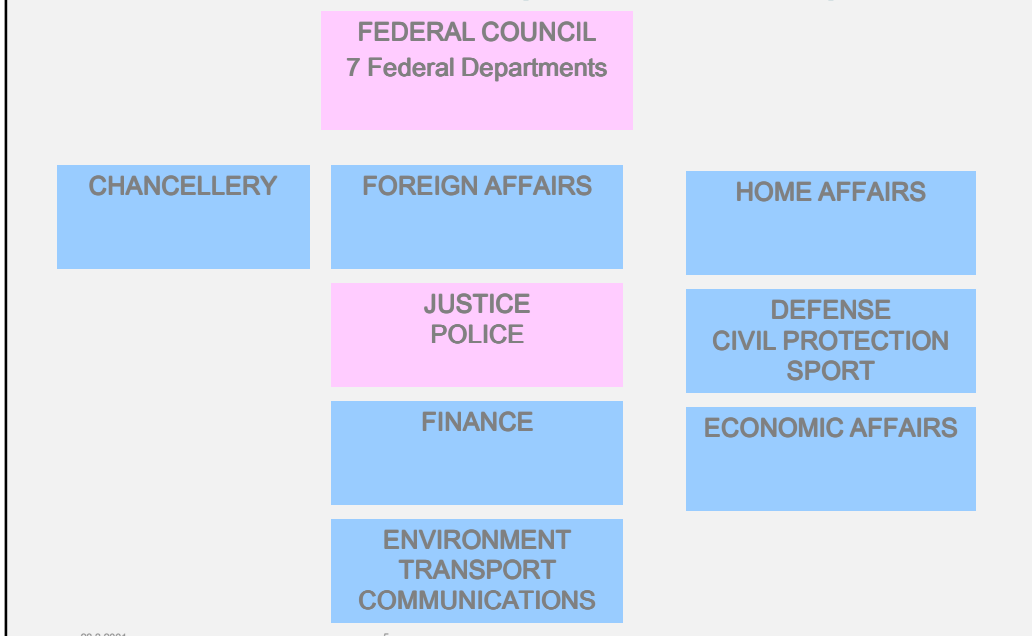 FEDERAL COUNCIL
7 Federal Departments
CHANCELLERY
FOREIGN AFFAIRS
HOME AFFAIRS
JUSTICE
POLICE
DEFENSE
CIVIL PROTECTION
SPORT
FINANCE
ECONOMIC AFFAIRS
ENVIRONMENT
TRANSPORT
COMMUNICATIONS